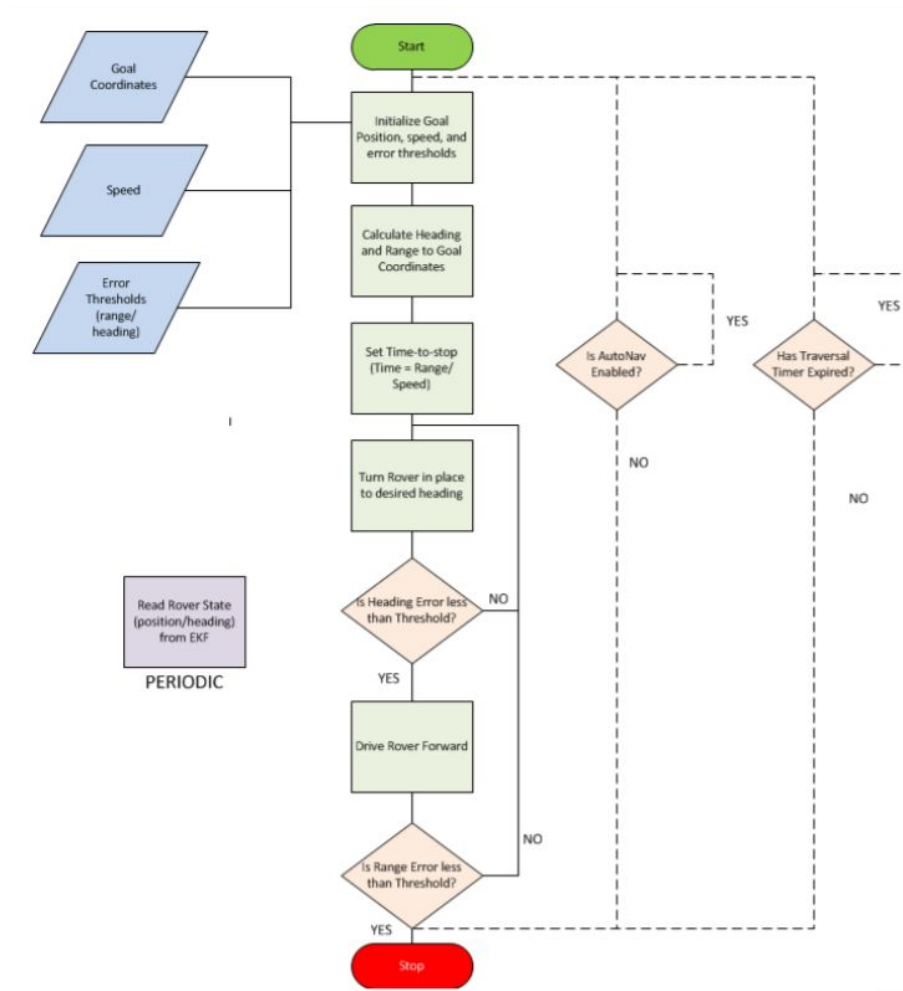 Start
Goal
Coordinates
Initialize Goal
Position, speed, and
error thresholds
Speed
Calculate Heading
and Range to Goal
Coordinates
Error
Thresholds
(range/
heading)
YES
YES
Set Time-to-stop
(Time = Range/
Speed)
Is AutoNav
Enabled?
Has Traversal
Timer Expired?
NO
NO
Turn Rover in place
to desired heading
Is Heading Error less
than Threshold?
NO
Read Rover State
(position/heading)
from EKF
PERIODIC
YES
Drive Rover Forward
NO
Is Range Error less
than Threshold?
YES
Stop